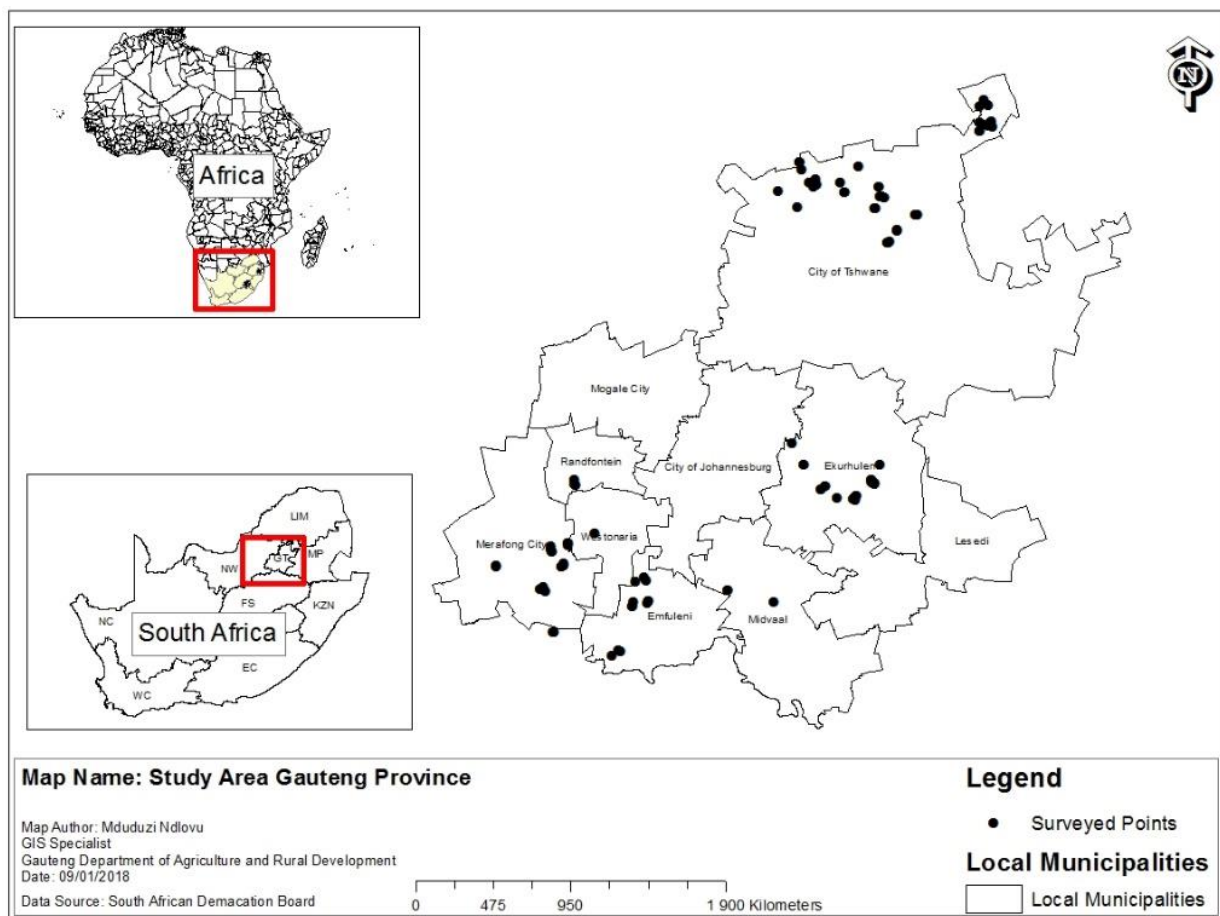 N
Africa
City of Tshwane
Mogale City
Randfontein
City of Johannesburg
Ekurhuleni
Merafong City
Westonaria
Lesedi
Emfuleni
Midvaal
LIM
GT
MP
NW
FS
KZN
NC
South Africa
EC
WC
Map Name: Study Area Gauteng Province
Map Author: Mduduzi Ndlovu
GIS Specialist
Gauteng Department of Agriculture and Rural Development
Date: 09/01/2018
Data Source: South African Demacation Board
0 475 950 1 900 Kilometers
Legend
Surveyed Points
Local Municipalities
Local Municipalities